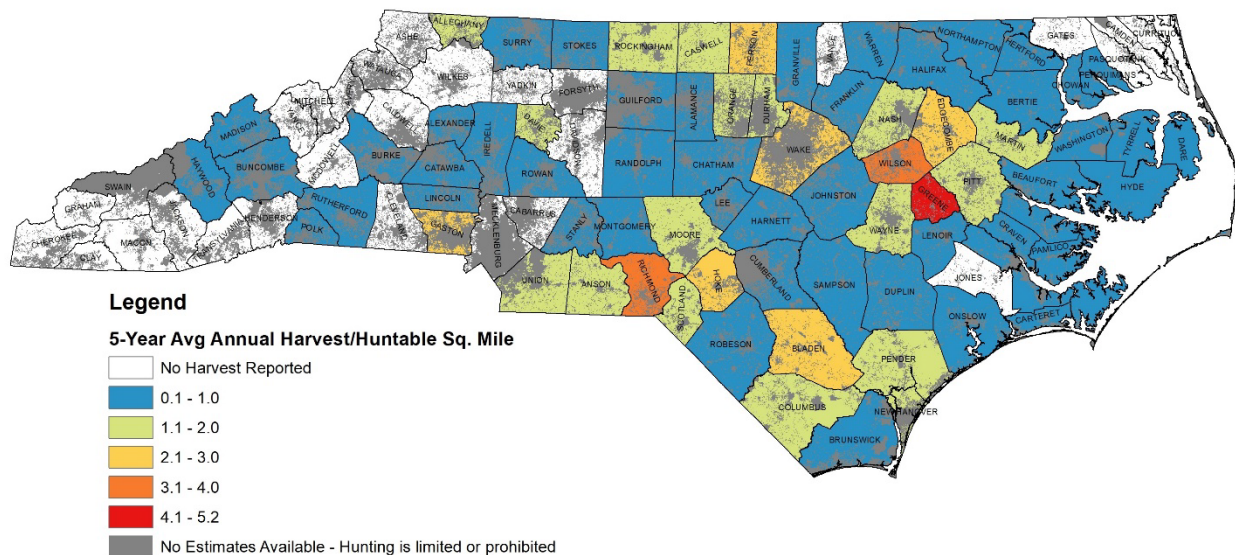 ALLEGHANY
ASHE
SURRY
STOKES
ROCKINGHAM
CASWELL
PERSON
GRANVILLE
VANCE
WARREN
NORTHAMPTON
HERTFORD
GATES
CAMDEN
CURRITUCK
PASQUOTANK
PERQUIMANS
CHOWAN
HALIFAX
WATAUGA
WILKES
YADKIN
FORSYTH
GUILFORD
ALAMANCE
ORANGE
DURHAM
FRANKLIN
NASH
EDGECOMBE
BERTIE
MARTIN
WASHINGTON
TYRRELL
DARE
MITCHELL
AVERY
CALDWELL
ALEXANDER
IREDELL
DAVIE
DAVIDSON
RANDOLPH
CHATHAM
WAKE
WILSON
PITT
BEAUFORT
HYDE
MADISON
YANCEY
MCDOWELL
BURKE
CATAWBA
ROWAN
JOHNSTON
GREENE
HAYWOOD
BUNCOMBE
SWAIN
RUTHERFORD
LINCOLN
CABARRUS
STANLY
MONTGOMERY
MOORE
LEE
HARNETT
WAYNE
LENOIR
CRAVEN
PAMLICO
GRAHAM
JACKSON
HENDERSON
POLK
CLEVELAND
GASTON
MECKLENBURG
CHEROKEE
MACON
TRANSYLVANIA
CLAY
UNION
ANSON
RICHMOND
HOKE
CUMBERLAND
SAMPSON
DUPLIN
JONES
ONSLOW
CARTERET
SCOTLAND
ROBESON
BLADEN
PENDER
COLUMBUS
NEW HANOVER
BRUNSWICK
Legend
5-Year Avg Annual Harvest/Huntable Sq. Mile
No Harvest Reported
0.1 - 1.0
1.1 - 2.0
2.1 - 3.0
3.1 - 4.0
4.1 - 5.2
No Estimates Available - Hunting is limited or prohibited